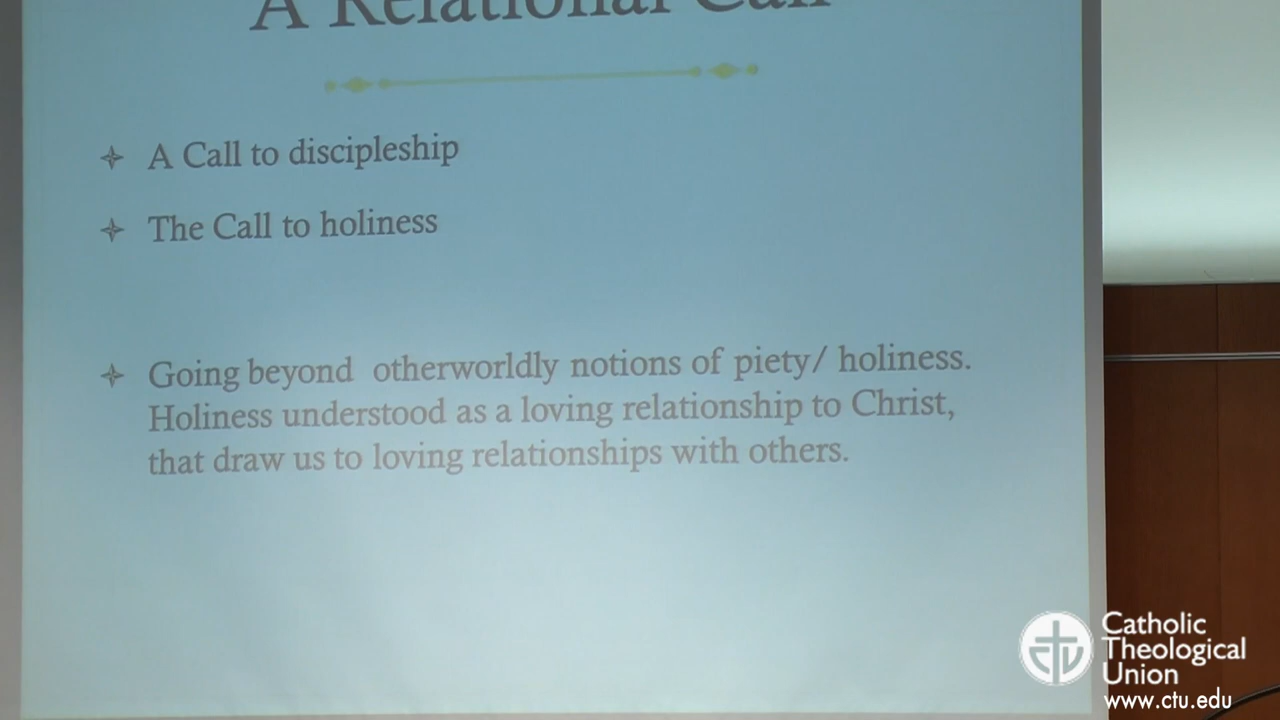 A Relational Call
A Call to discipleship
The Call to holiness
Going beyond otherworldly notions of piety/ holiness.
Holiness understood as a loving relationship to Christ,
that draw us to loving relationships with others.
Catholic
Theological
Union
www.ctu.edu